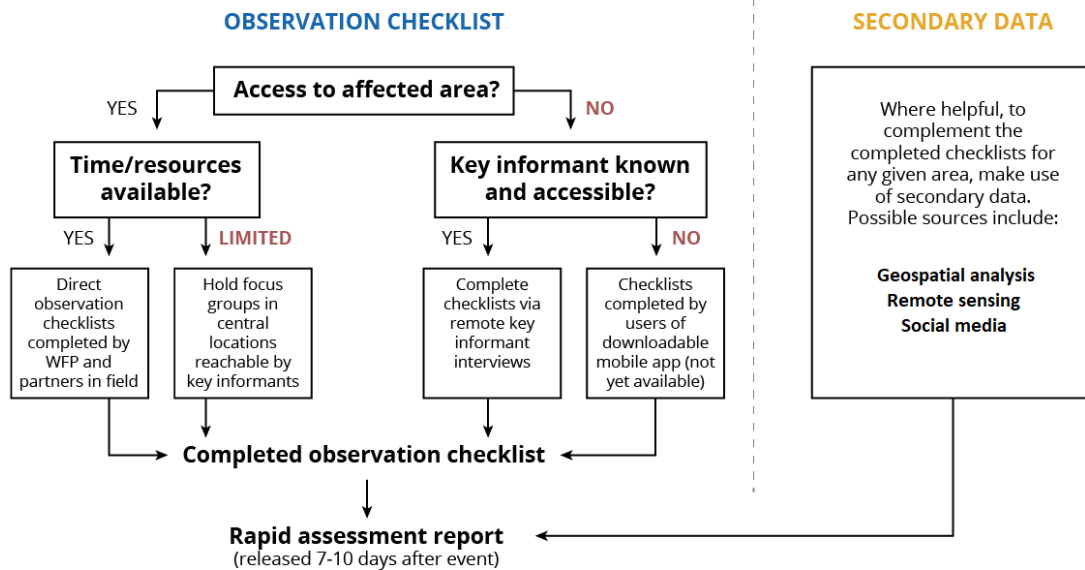 OBSERVATION CHECKLIST
SECONDARY DATA
Access to affected area?
YES
NO
Time/resources
available?
Key informant known
and accessible?
YES
LIMITED
YES
NO
Direct
observation
checklists
completed by
WFP and
partners in field
Hold focus
groups in
central
locations
reachable by
key informants
Complete
checklists via
remote key
informant
interviews
Checklists
completed by
users of
downloadable
mobile app (not
yet available)
Completed observation checklist
Rapid assessment report
(released 7-10 days after event)
Where helpful, to
complement the
completed checklists for
any given area, make use
of secondary data.
Possible sources include:
Geospatial analysis
Remote sensing
Social media